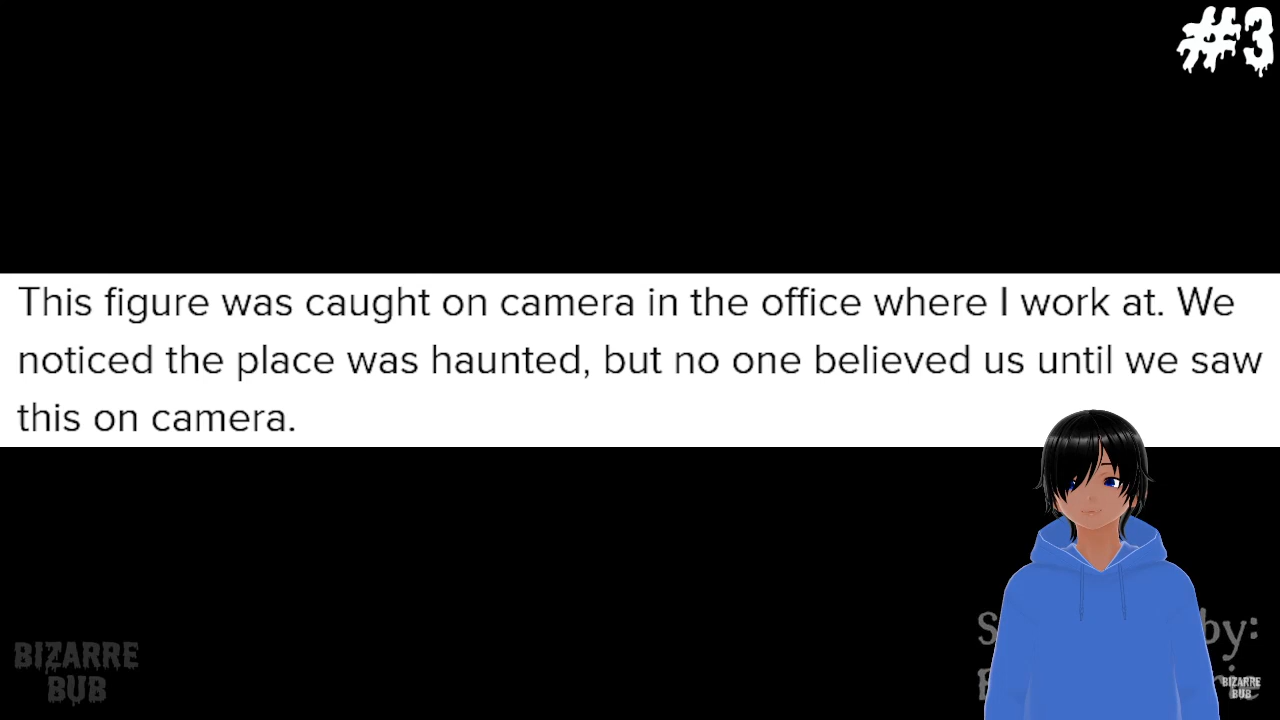 #3
This figure was caught on camera in the office where I work at. We
noticed the place was haunted, but no one believed us until we saw
this on camera.
by:
BIZARRE
BUB
BIZARRE
BUB